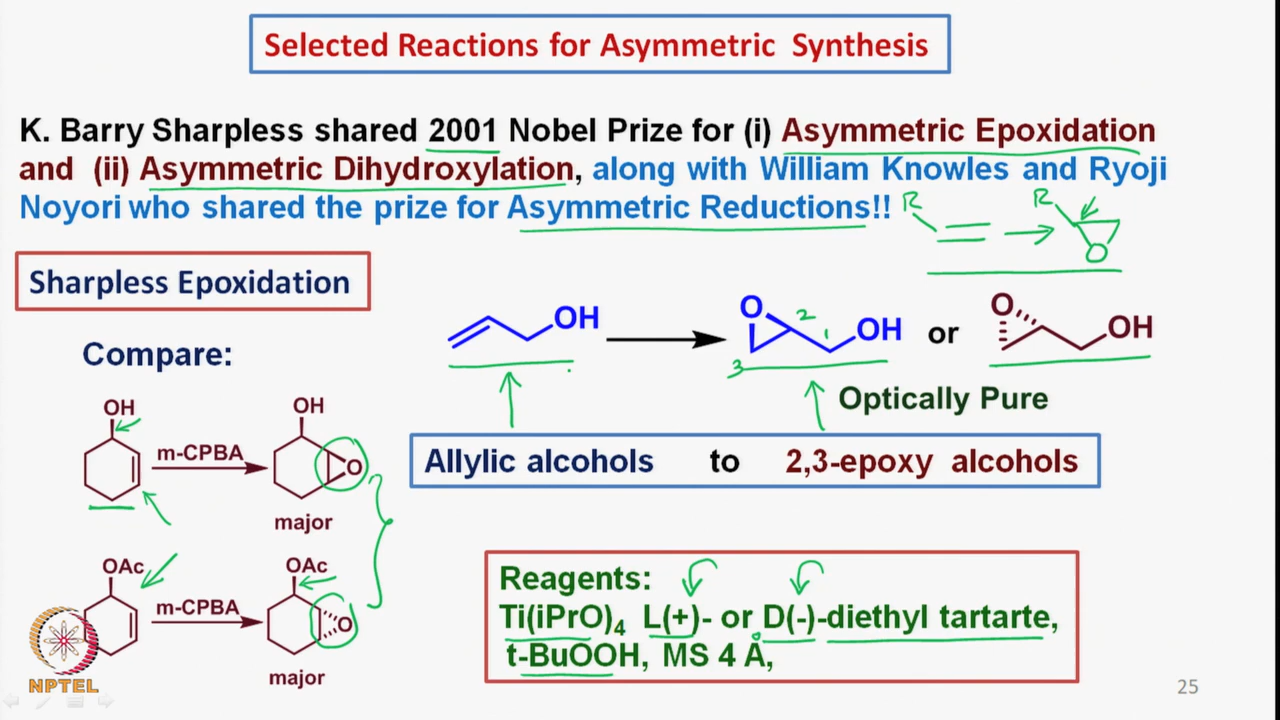 Selected Reactions for Asymmetric Synthesis
K. Barry Sharpless shared 2001 Nobel Prize for (i) Asymmetric Epoxidation
and (ii) Asymmetric Dihydroxylation, along with William Knowles and Ryoji
Noyori who shared the prize for Asymmetric Reductions!!
R
R
O
Sharpless Epoxidation
OH
O
2
1
3
OH
or
O
OH
Compare:
Optically Pure
OH
m-CPBA
OH
O
major
Allylic alcohols to 2,3-epoxy alcohols
OAc
m-CPBA
OAc
O
major
Reagents:
Ti(iPrO)4 L(+)- or D(-)-diethyl tartarte,
t-BuOOH, MS 4 Å,
NPTEL
25